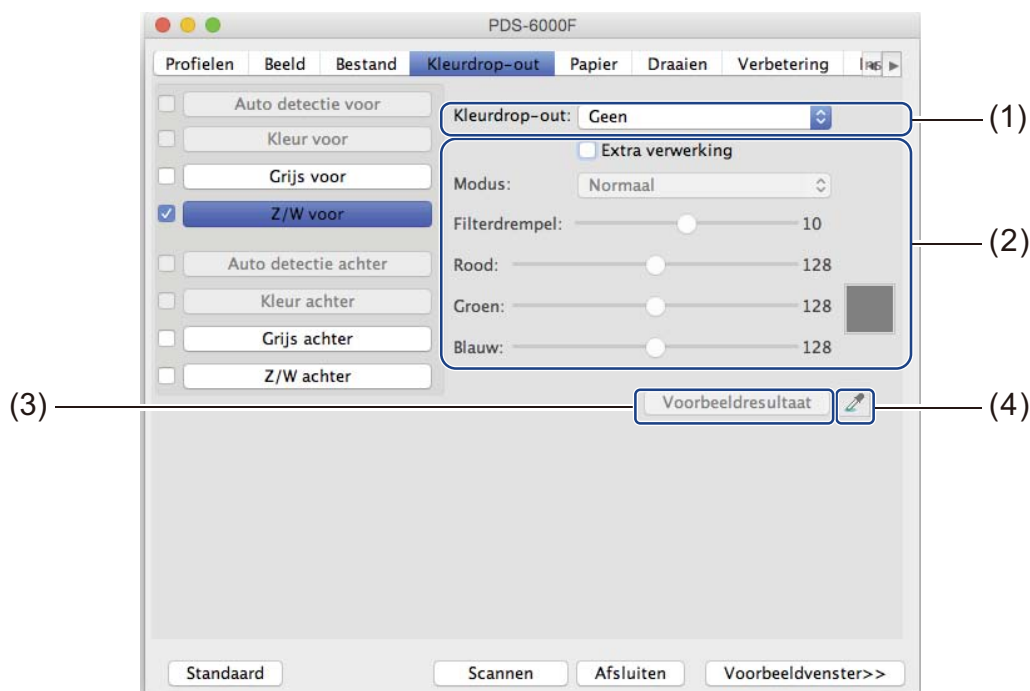 PDS-6000F
Profielen Beeld Bestand Kleurdrop-out Papier Draaien Verbetering
Auto detectie voor
Kleur voor
Grijs voor
Z/W voor
Auto detectie achter
Kleur achter
Grijs achter
Z/W achter
Kleurdrop-out: Geen
(1)
Extra verwerking
Modus: Normaal
Filterdrempel: 10
(2)
Rood: 128
Groen: 128
Blauw: 128
(3)
Voorbeeldresultaat
(4)
Standaard Scannen Afsluiten Voorbeeldvenster>>